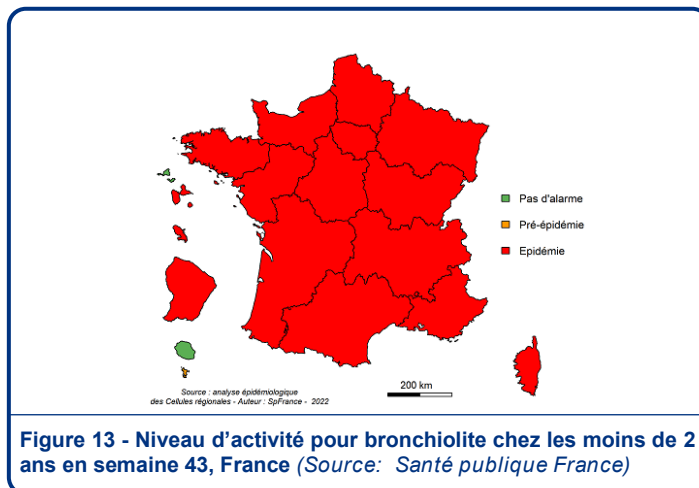 Pas d'alarme
Pré-épidémie
Epidémie
Source : analyse épidémiologique
des Cellules régionales - Auteur : SpFrance - 2022
200 km
Figure 13 - Niveau d’activité pour bronchiolite chez les moins de 2
ans en semaine 43, France (Source: Santé publique France)